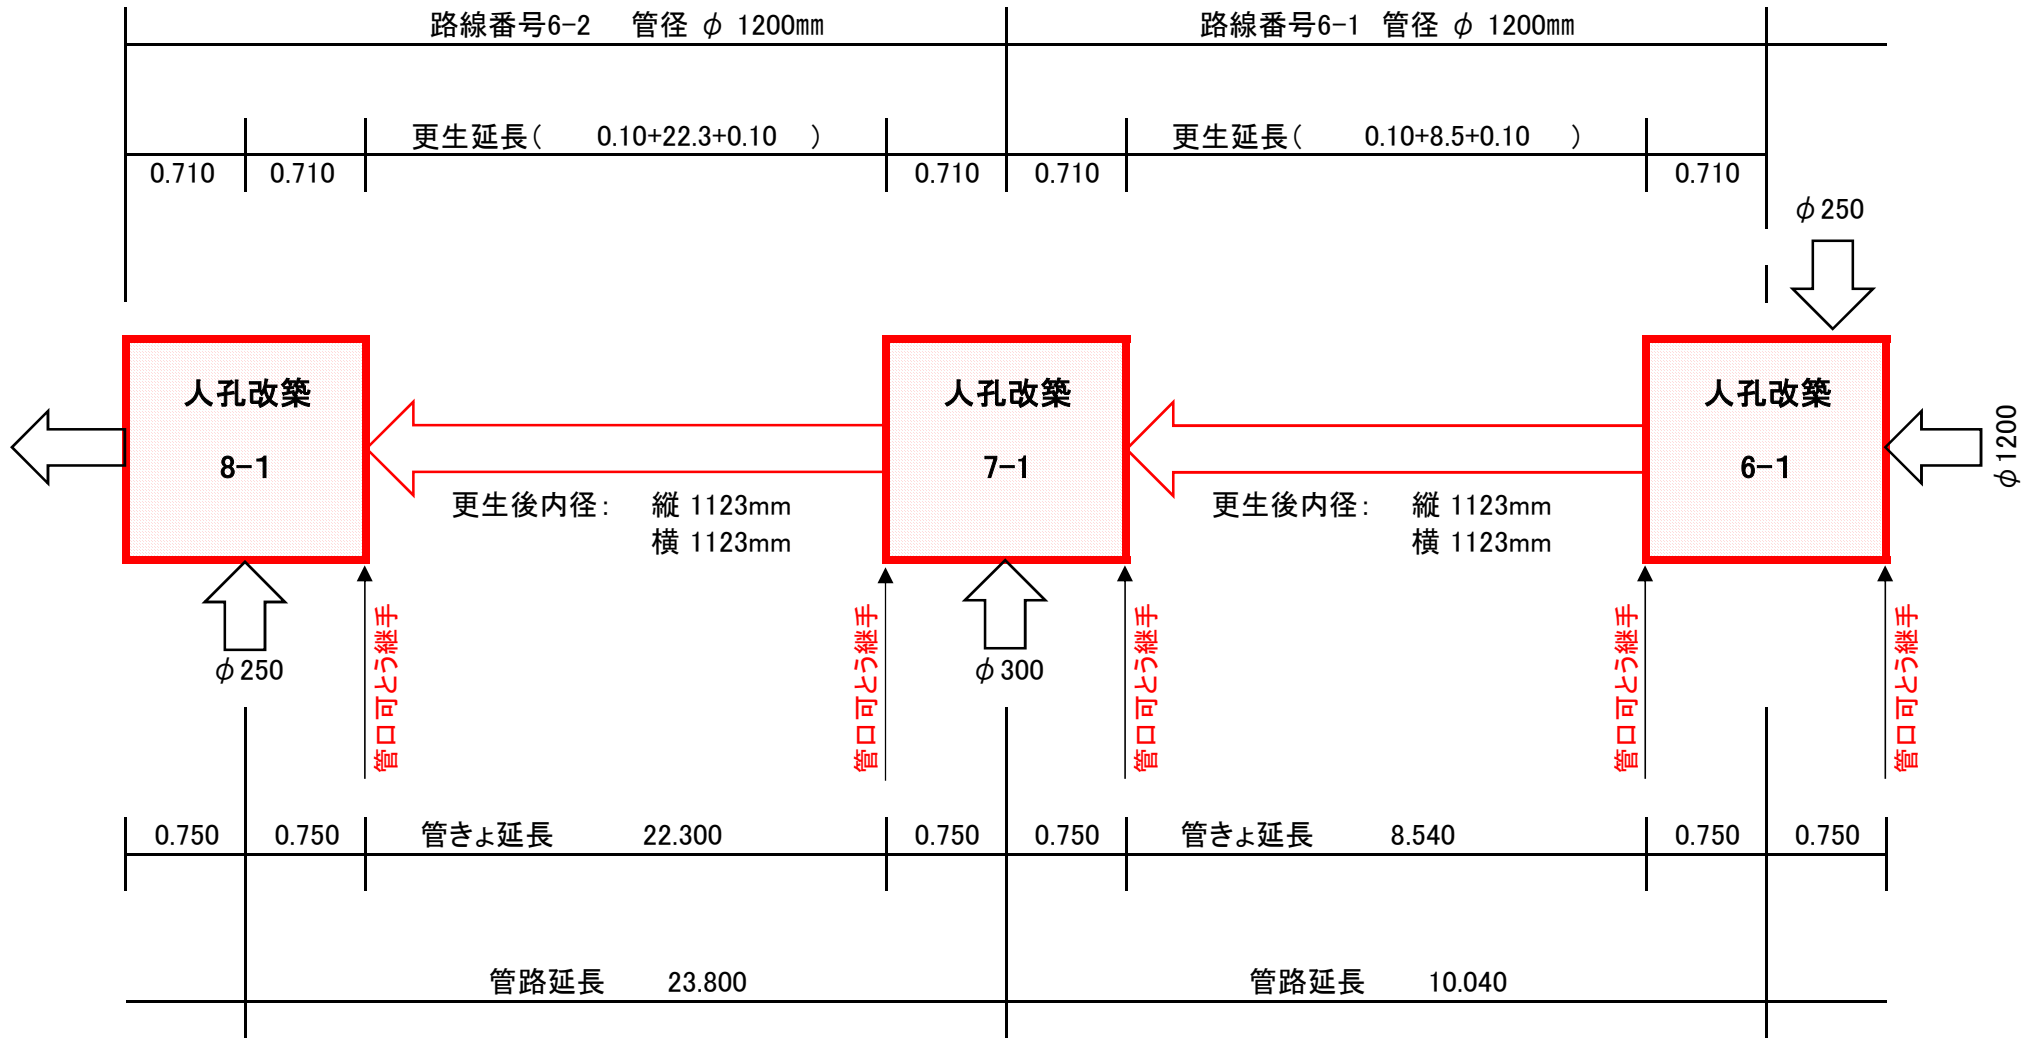 路線番号6-2 管径 φ 1200㎜
路線番号6-1 管径 φ 1200㎜
更生延長( 0.10+22.3+0.10 )
更生延長( 0.10+8.5+0.10 )
0.710
0.710
0.710
0.710
0.710
φ250
人孔改築
8-1
人孔改築
7-1
人孔改築
6-1
φ1200
更生後内径: 縦 1123mm
横 1123mm
更生後内径: 縦 1123mm
横 1123mm
φ250
管口可とう継手
管口可とう継手
φ300
管口可とう継手
管口可とう継手
管口可とう継手
0.750
0.750
管きょ延長 22.300
0.750
0.750
管きょ延長 8.540
0.750
0.750
管路延長 23.800
管路延長 10.040